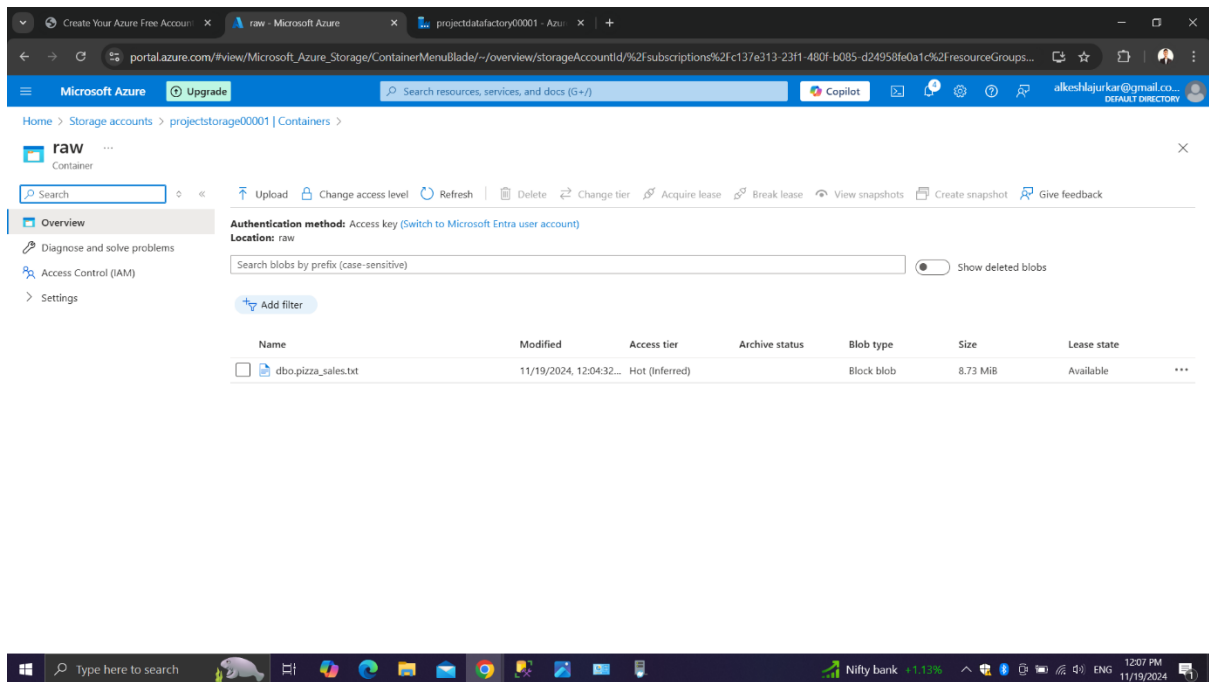 Create Your Azure Free Account
raw - Microsoft Azure
projectdatafactory00001 - Azur
portal.azure.com/#view/Microsoft_Azure_Storage/ContainerMenuBlade/~/overview/storageAccountId/%2Fsubscriptions%2Fc137e313-23f1-480f-b085-d24958fe0a1c%2FresourceGroups...
Microsoft Azure
Upgrade
Search resources, services, and docs (G+/)
Copilot
4
alkeshlajurkar@gmail.co...
DEFAULT DIRECTORY
Home > Storage accounts > projectstorage00001 | Containers >
raw ...
Container
Search
Upload
Change access level
Refresh
Delete
Change tier
Acquire lease
Break lease
View snapshots
Create snapshot
Give feedback
Overview
Diagnose and solve problems
Access Control (IAM)
Settings
Authentication method: Access key (Switch to Microsoft Entra user account)
Location: raw
Search blobs by prefix (case-sensitive)
Show deleted blobs
Add filter
Name Modified Access tier Archive status Blob type Size Lease state
dbo.pizza_sales.txt 11/19/2024, 12:04:32... Hot (Inferred) Block blob 8.73 MiB Available ...
Type here to search
Nifty bank +1.13%
ENG
12:07 PM
11/19/2024
1